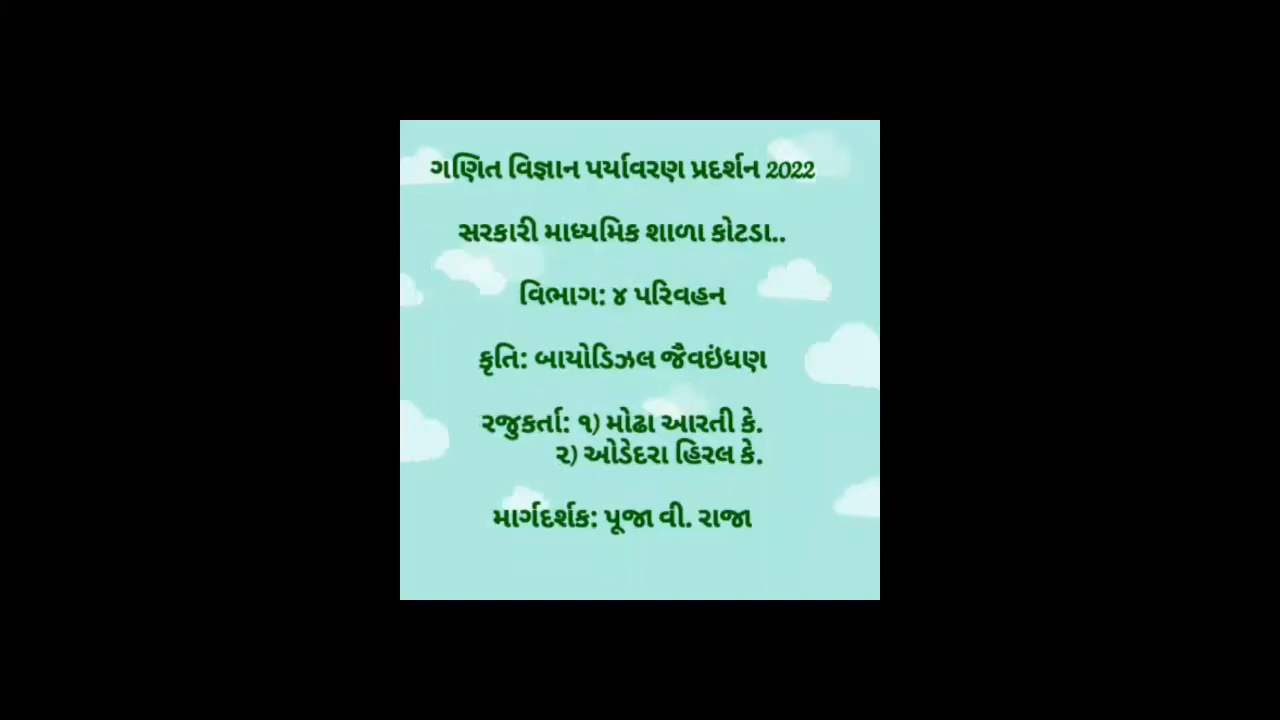 ગણિત વિજ્ઞાન પર્યાવરણ પ્રદર્શન 2022
સરકારી માધ્યમિક શાળા કોટડા..
વિભાગ: ૪ પરિવહન
કૃતિ: બાયોડિઝલ જૈવઇંધણ
રજુકર્તા: ૧) મોઢા આરતી કે.
૨) ઓડેદરા હિરલ કે.
માર્ગદર્શક: પૂજા વી. રાજા